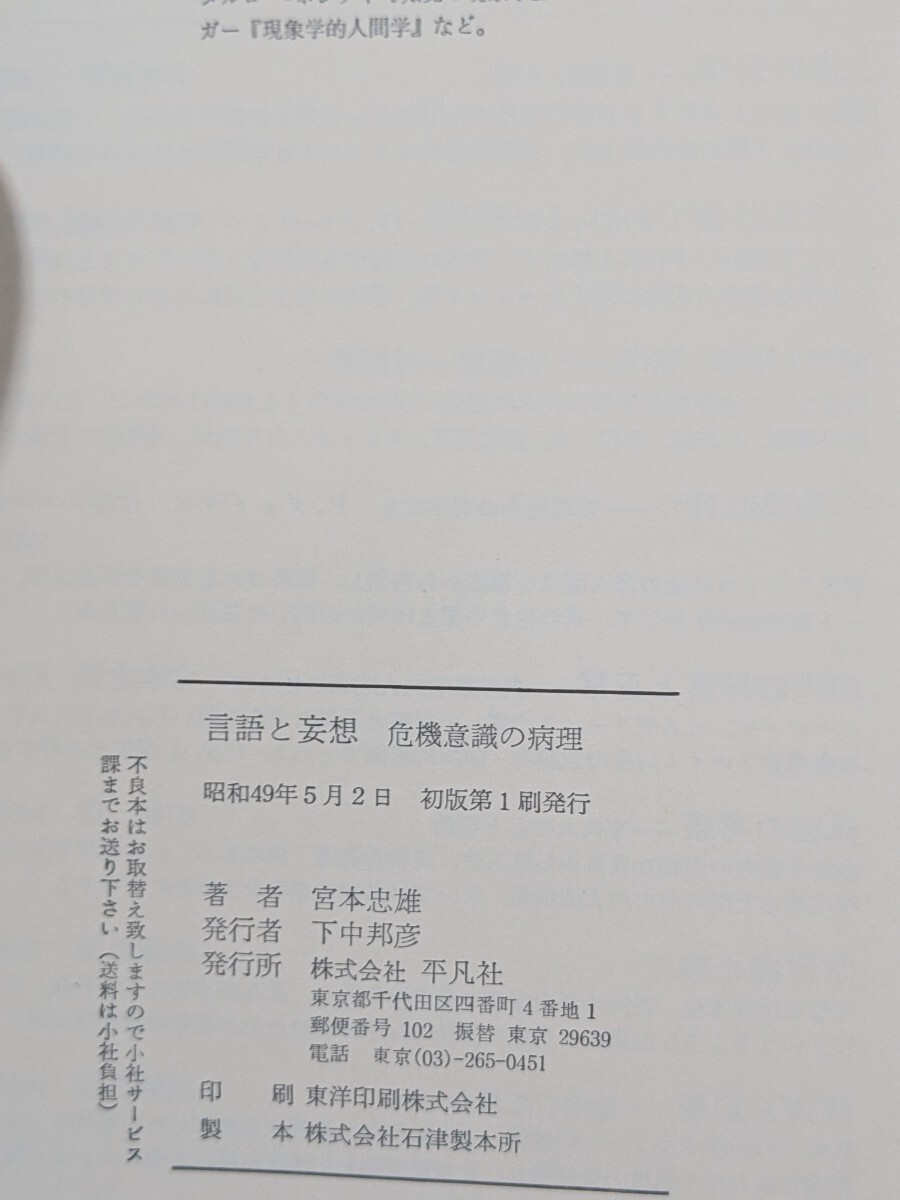 ガー『現象学的人間学』など。
言語と妄想　危機意識の病理
昭和49年5月2日　初版第1刷発行
著　者　宮本忠雄
発行者　下中邦彦
発行所　株式会社 平凡社
東京都千代田区四番町4番地1
郵便番号 102　振替 東京 29639
電話　東京(03)-265-0451
印　刷　東洋印刷株式会社
製　本　株式会社石津製本所
不良本はお取替え致しますので小社サービス
課までお送り下さい（送料は小社負担）